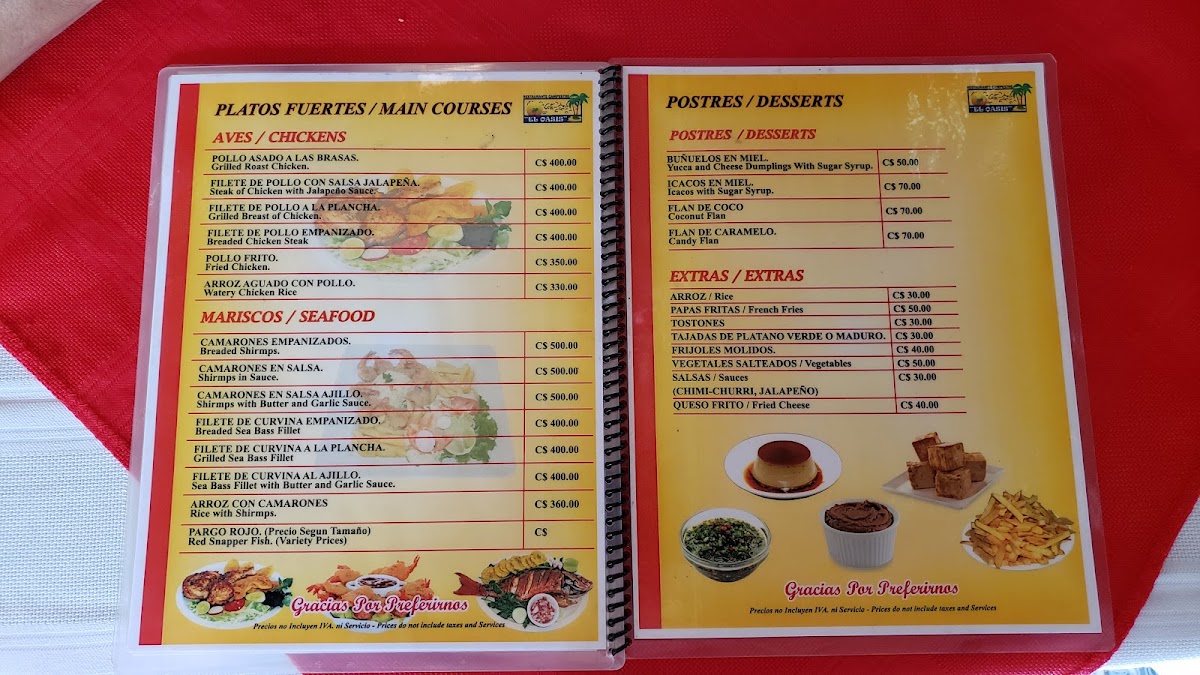 PLATOS FUERTES / MAIN COURSES
"EL OASIS"
AVES / CHICKENS
POLLO ASADO A LAS BRASAS.
Grilled Roast Chicken.
C$ 400.00
FILETE DE POLLO CON SALSA JALAPEÑA.
Steak of Chicken with Jalapeño Sauce.
C$ 400.00
FILETE DE POLLO A LA PLANCHA.
Grilled Breast of Chicken.
C$ 400.00
FILETE DE POLLO EMPANIZADO.
Breaded Chicken Steak
C$ 400.00
POLLO FRITO.
Fried Chicken.
C$ 350.00
ARROZ AGUADO CON POLLO.
Watery Chicken Rice
C$ 330.00
MARISCOS / SEAFOOD
CAMARONES EMPANIZADOS.
Breaded Shirmps.
C$ 500.00
CAMARONES EN SALSA.
Shirmps in Sauce.
C$ 500.00
CAMARONES EN SALSA AJILLO.
Shirmps with Butter and Garlic Sauce.
C$ 500.00
FILETE DE CURVINA EMPANIZADO.
Breaded Sea Bass Fillet
C$ 400.00
FILETE DE CURVINA A LA PLANCHA.
Grilled Sea Bass Fillet
C$ 400.00
FILETE DE CURVINA AL AJILLO.
Sea Bass Fillet with Butter and Garlic Sauce.
C$ 400.00
ARROZ CON CAMARONES
Rice with Shirmps.
C$ 360.00
PARGO ROJO. (Precio Segun Tamaño)
Red Snapper Fish. (Variety Prices)
C$
Gracias Por Preferirnos
Precios no Incluyen IVA. ni Servicio - Prices do not include taxes and Services
POSTRES / DESSERTS
"EL OASIS"
POSTRES / DESSERTS
BUÑUELOS EN MIEL.
Yucca and Cheese Dumplings With Sugar Syrup.
C$ 50.00
ICACOS EN MIEL.
Icacos with Sugar Syrup.
C$ 70.00
FLAN DE COCO
Coconut Flan
C$ 70.00
FLAN DE CARAMELO.
Candy Flan
C$ 70.00
EXTRAS / EXTRAS
ARROZ / Rice C$ 30.00
PAPAS FRITAS / French Fries C$ 50.00
TOSTONES C$ 30.00
TAJADAS DE PLATANO VERDE O MADURO. C$ 30.00
FRIJOLES MOLIDOS. C$ 40.00
VEGETALES SALTEADOS / Vegetables C$ 50.00
SALSAS / Sauces C$ 30.00
(CHIMI-CHURRI, JALAPEÑO)
QUESO FRITO / Fried Cheese C$ 40.00
Gracias Por Preferirnos
Precios no Incluyen IVA. ni Servicio - Prices do not include taxes and Services